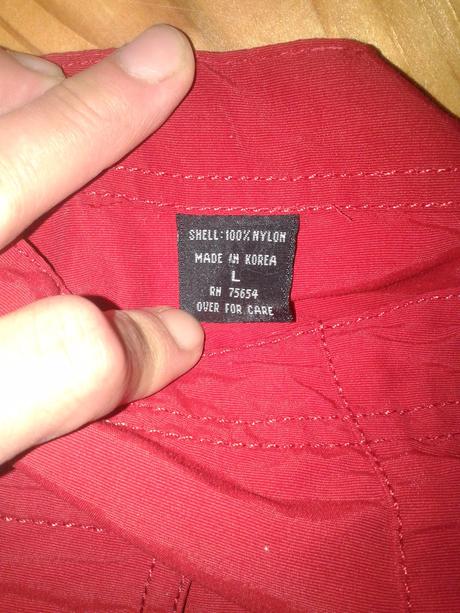 SHELL: 100% NYLON
MADE IN KOREA
L
RN 75654
OVER FOR CARE